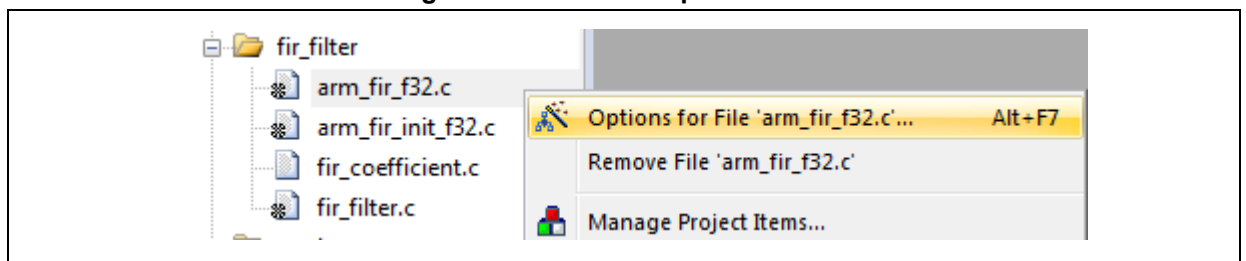 fir_filter
arm_fir_f32.c
arm_fir_init_f32.c
fir_coefficient.c
fir_filter.c
Options for File 'arm_fir_f32.c'... Alt+F7
Remove File 'arm_fir_f32.c'
Manage Project Items...